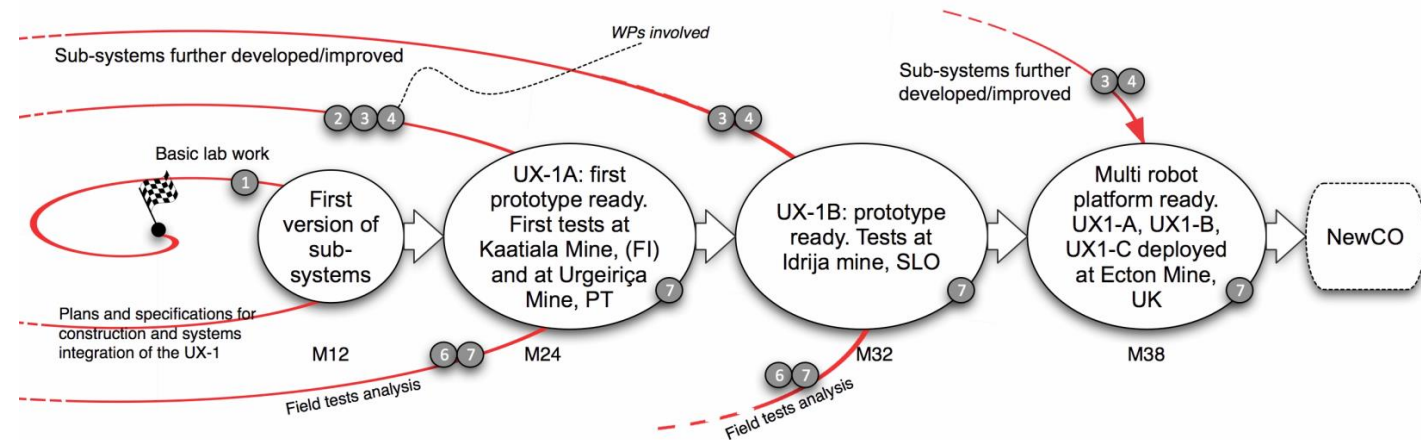 WPs involved
Sub-systems further developed/improved
Sub-systems further
developed/improved
3 4
2 3 4
3 4
Basic lab work
1
First
version of
sub-
systems
UX-1A: first
prototype ready.
First tests at
Kaatiala Mine, (FI)
and at Urgeiriça
Mine, PT
7
UX-1B: prototype
ready. Tests at
Idrija mine, SLO
7
Multi robot
platform ready.
UX1-A, UX1-B,
UX1-C deployed
at Ecton Mine,
UK
7
NewCO
Plans and specifications for
construction and systems
integration of the UX-1
M12
M24
M32
M38
6 7
Field tests analysis
6 7
Field tests analysis